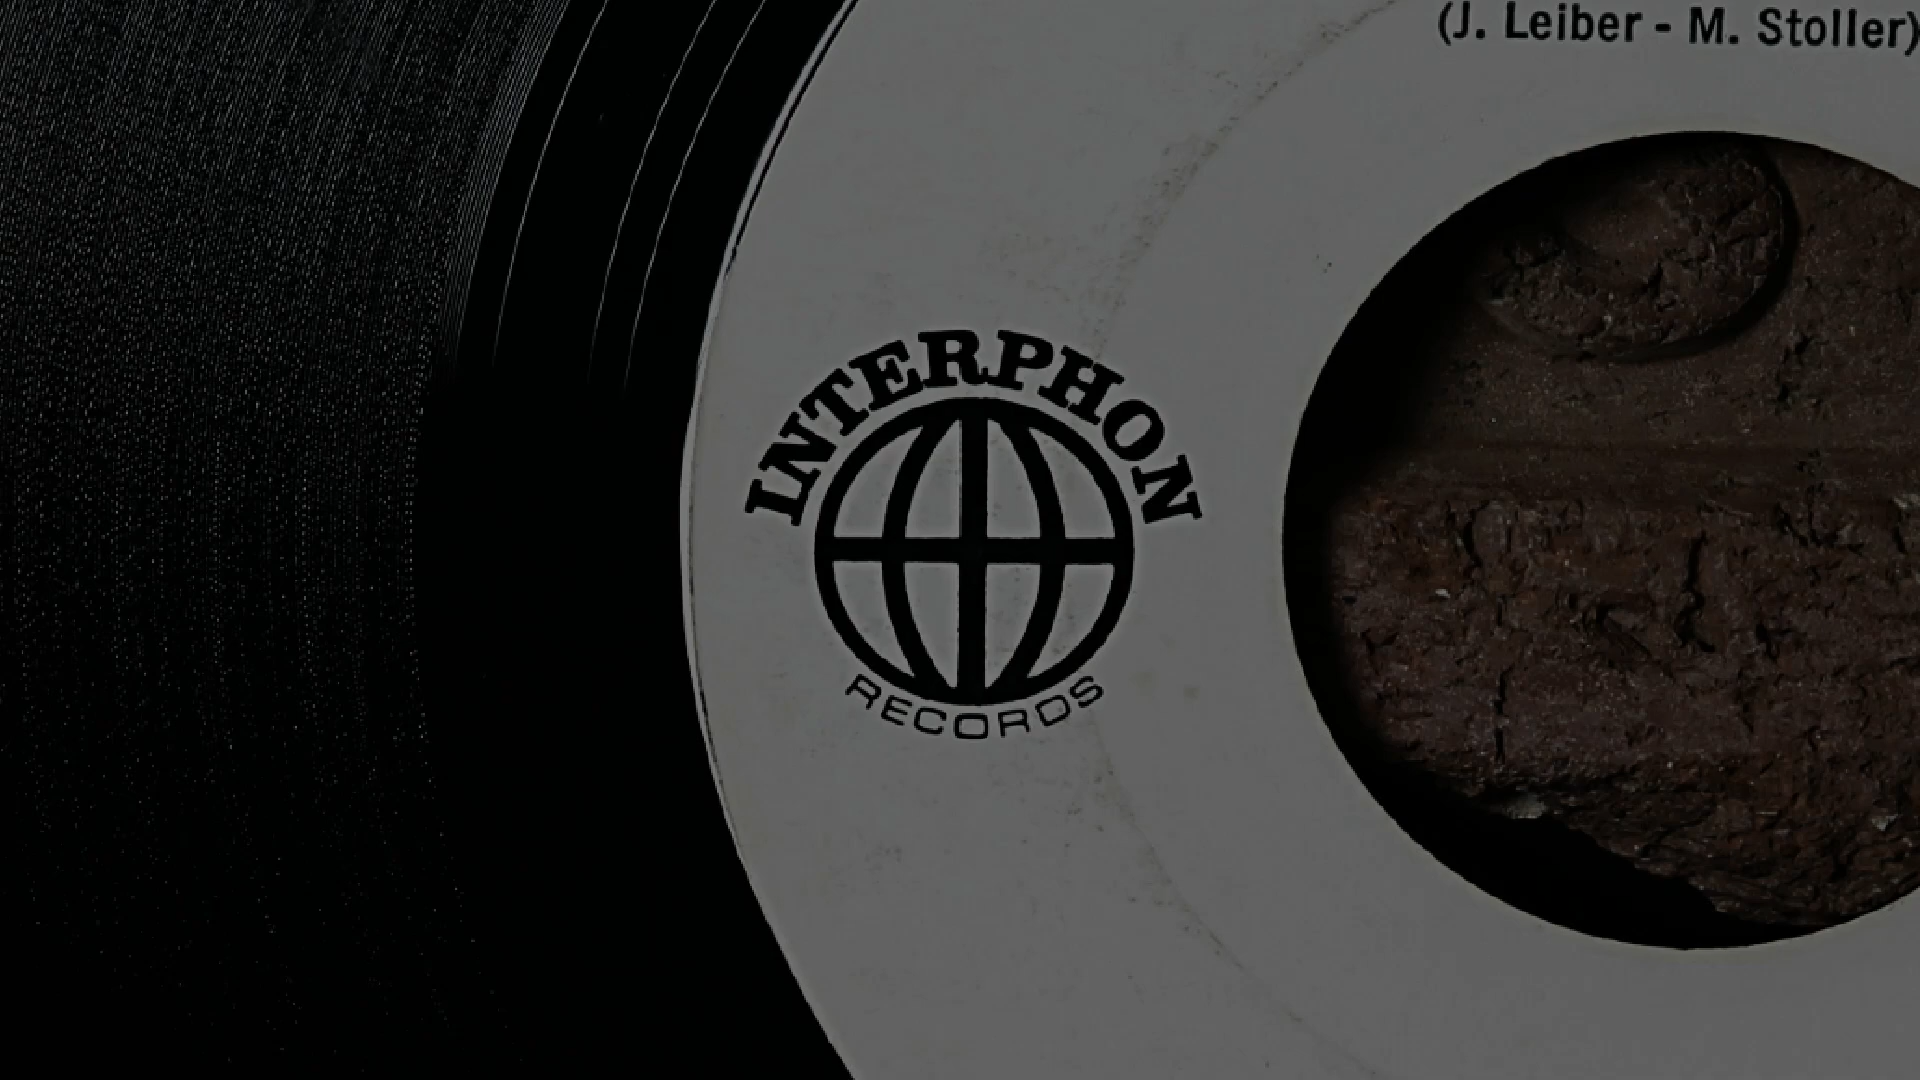 (J. Leiber - M. Stoller)
INTERPHON
RECORDS